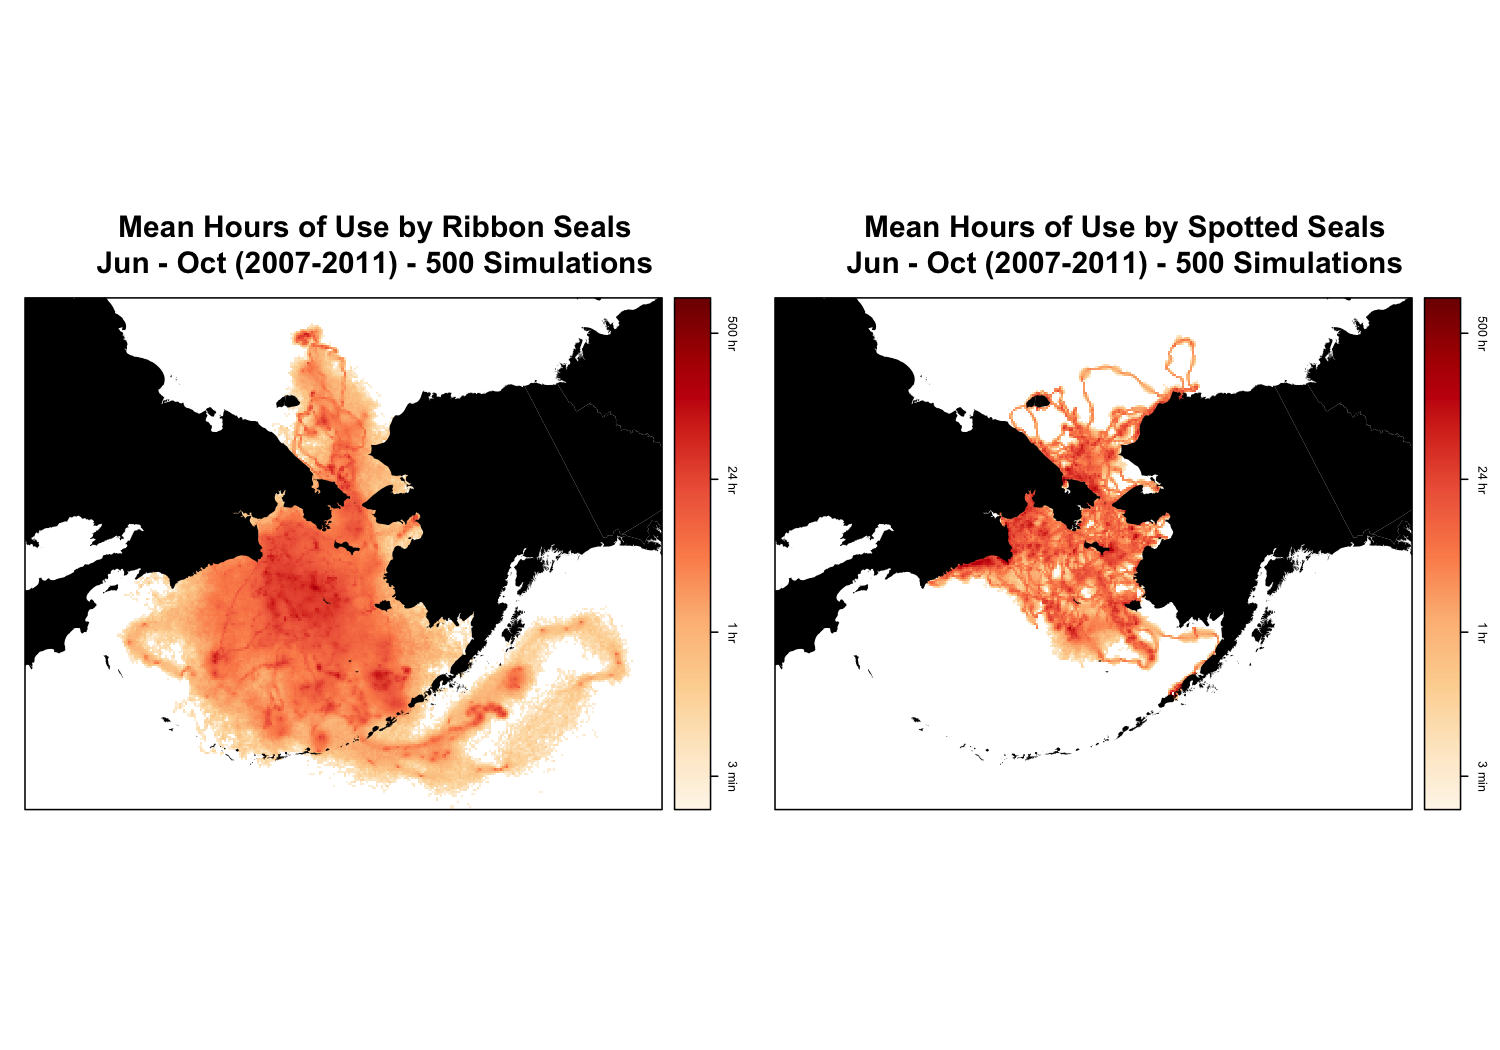 Mean Hours of Use by Ribbon Seals
Jun - Oct (2007-2011) - 500 Simulations
500 hr
24 hr
1 hr
3 min
Mean Hours of Use by Spotted Seals
Jun - Oct (2007-2011) - 500 Simulations
500 hr
24 hr
1 hr
3 min